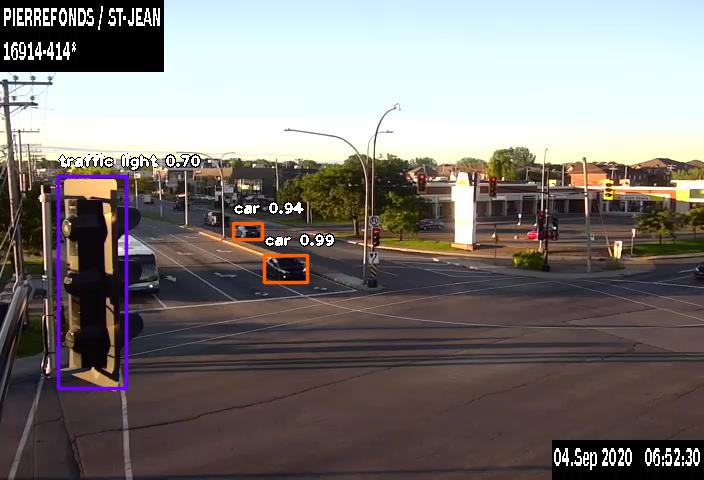 PIERREFONDS / ST-JEAN
16914-414*
traffic light 0.70
car 0.94
car 0.99
04.Sep 2020 06:52:30